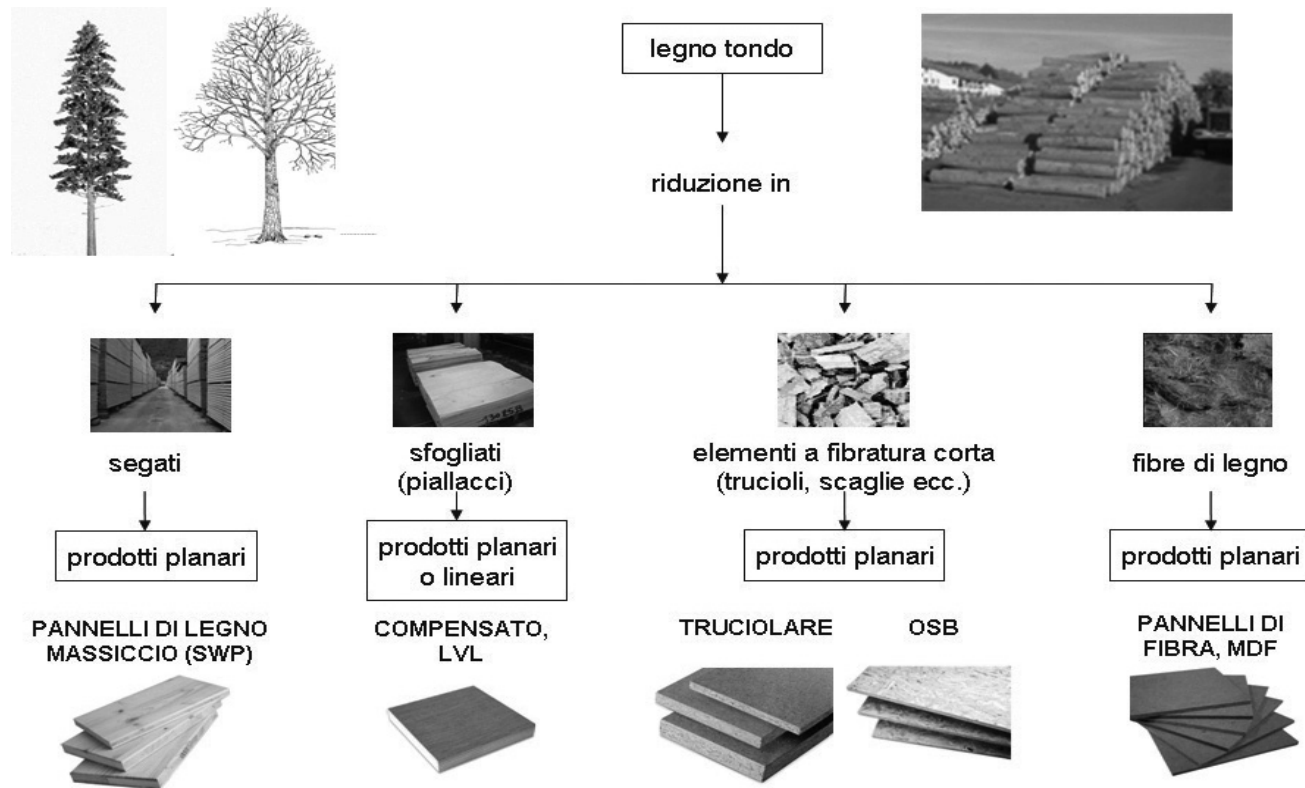 legno tondo
riduzione in
segati
sfogliati
(piallacci)
elementi a fibratura corta
(trucioli, scaglie ecc.)
fibre di legno
prodotti planari
prodotti planari
o lineari
prodotti planari
prodotti planari
PANNELLI DI LEGNO
MASSICCIO (SWP)
COMPENSATO,
LVL
TRUCIOLARE
OSB
PANNELLI DI
FIBRA, MDF